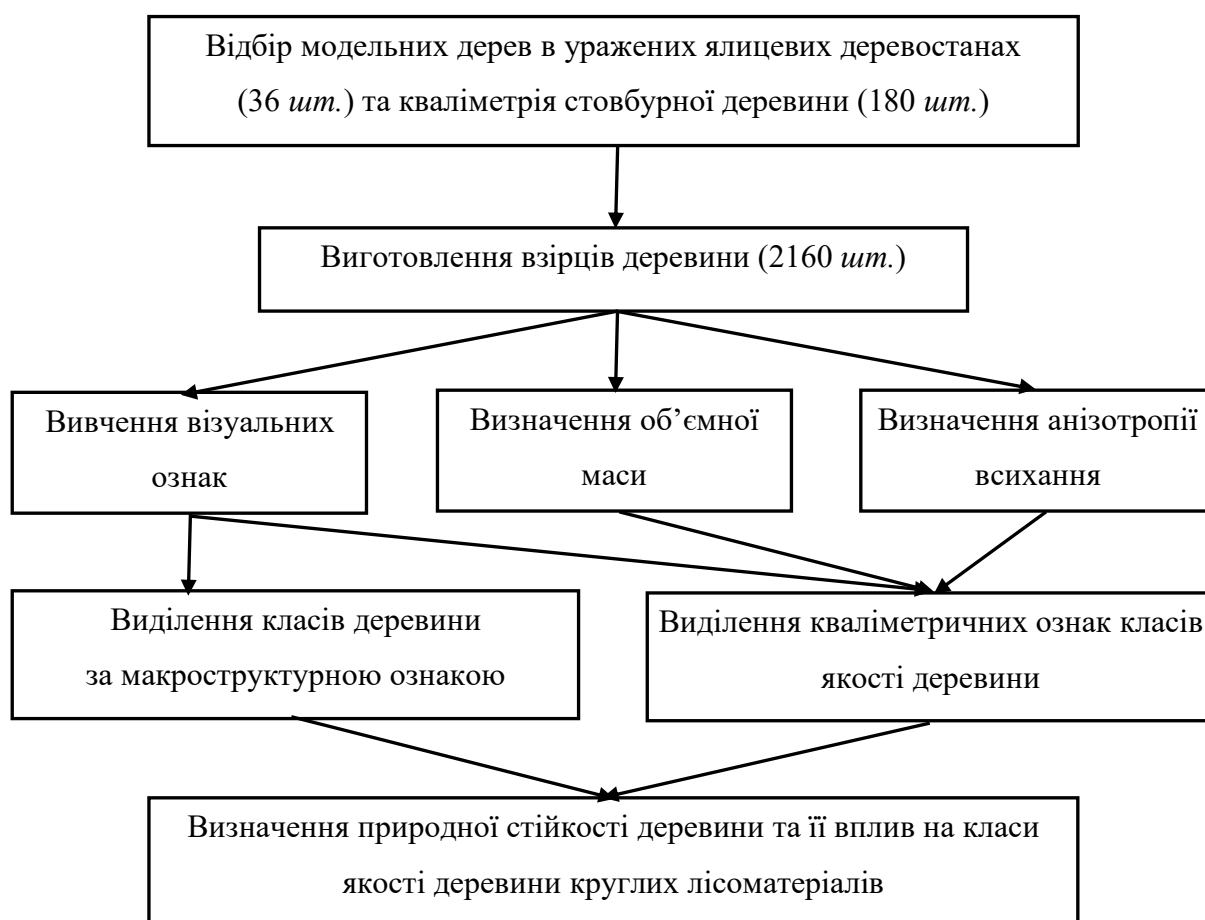 Відбір модельних дерев в уражених ялицевих деревостанах
(36 шт.) та кваліметрія стовбурної деревини (180 шт.)
Виготовлення взірців деревини (2160 шт.)
Вивчення візуальних
ознак
Визначення об’ємної
маси
Визначення анізотропії
всихання
Виділення класів деревини
за макроструктурною ознакою
Виділення кваліметричних ознак класів
якості деревини
Визначення природної стійкості деревини та її вплив на класи
якості деревини круглих лісоматеріалів